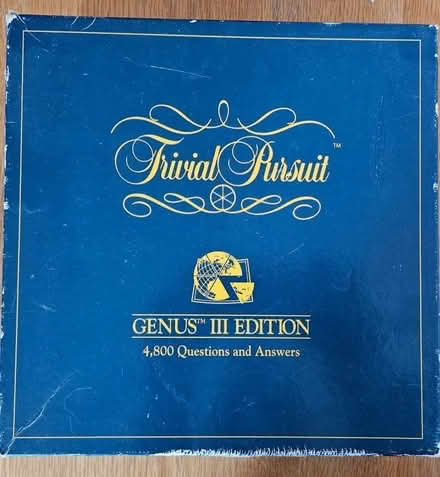 Trivial Pursuit™
GENUS™ III EDITION
4,800 Questions and Answers